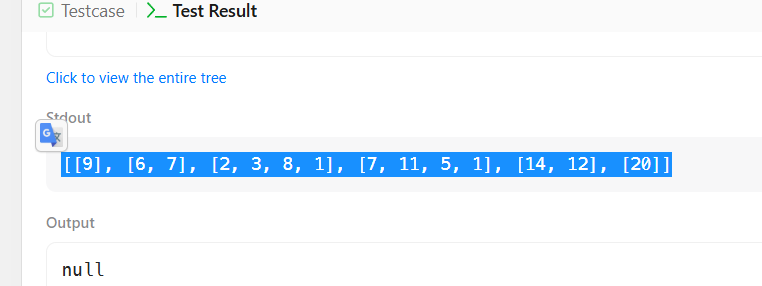 Testcase
Test Result
Click to view the entire tree
Stdout
[[9], [6, 7], [2, 3, 8, 1], [7, 11, 5, 1], [14, 12], [20]]
Output
null